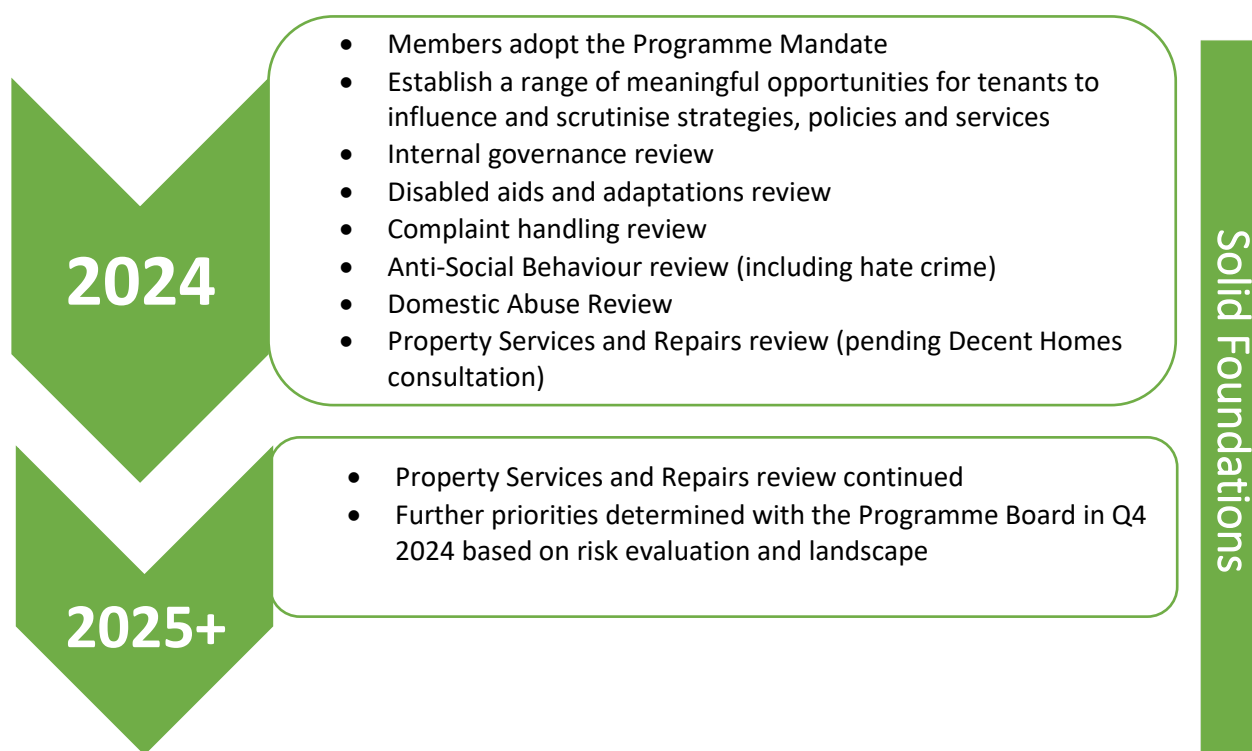 2024
• Members adopt the Programme Mandate
• Establish a range of meaningful opportunities for tenants to
influence and scrutinise strategies, policies and services
• Internal governance review
• Disabled aids and adaptations review
• Complaint handling review
• Anti-Social Behaviour review (including hate crime)
• Domestic Abuse Review
• Property Services and Repairs review (pending Decent Homes
consultation)
2025+
• Property Services and Repairs review continued
• Further priorities determined with the Programme Board in Q4
2024 based on risk evaluation and landscape
Solid Foundations